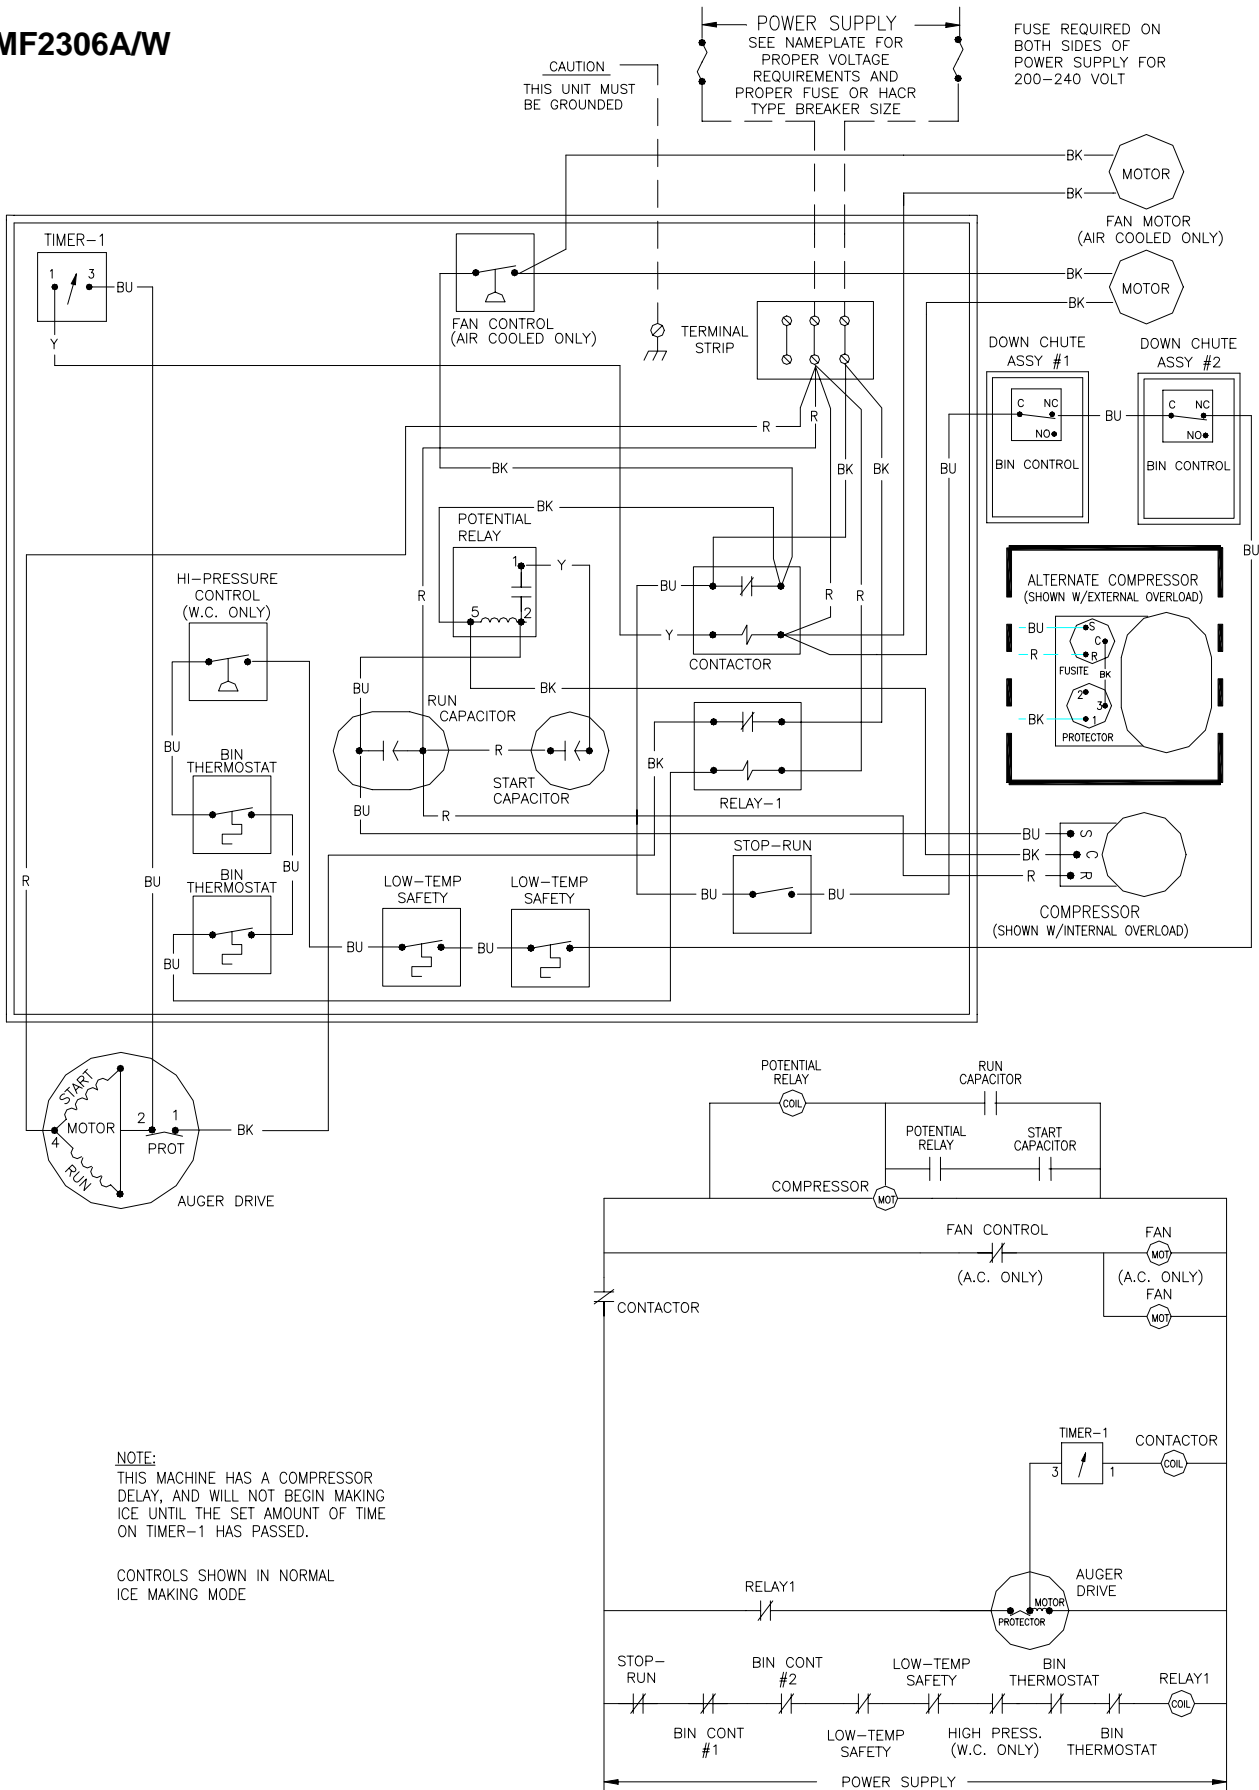 MF2306A/W
POWER SUPPLY
SEE NAMEPLATE FOR
PROPER VOLTAGE
REQUIREMENTS AND
PROPER FUSE OR HACR
TYPE BREAKER SIZE
FUSE REQUIRED ON
BOTH SIDES OF
POWER SUPPLY FOR
200-240 VOLT
CAUTION
THIS UNIT MUST
BE GROUNDED
BK
MOTOR
BK
FAN MOTOR
(AIR COOLED ONLY)
BK
MOTOR
BK
TIMER-1
1 3
BU
Y
FAN CONTROL
(AIR COOLED ONLY)
TERMINAL
STRIP
DOWN CHUTE
ASSY #1
C NC
NO
BIN CONTROL
DOWN CHUTE
ASSY #2
C NC
NO
BIN CONTROL
BU
R
R
BK
BK
BK
BU
BU
BK
POTENTIAL
RELAY
1
Y
5
2
R
BU
Y
R
R
CONTACTOR
ALTERNATE COMPRESSOR
(SHOWN W/EXTERNAL OVERLOAD)
BU
S
C
R
R
FUSITE
BK
2
3
BK
1
PROTECTOR
HI-PRESSURE
CONTROL
(W.C. ONLY)
BU
BK
RUN
CAPACITOR
R
START
CAPACITOR
BK
RELAY-1
BU
BIN
THERMOSTAT
BU
BU
R
STOP-RUN
BU
BU
BU
S
BK
C
R
R
COMPRESSOR
(SHOWN W/INTERNAL OVERLOAD)
R
BU
BIN
THERMOSTAT
BU
LOW-TEMP
SAFETY
BU
BU
LOW-TEMP
SAFETY
START
MOTOR
4
RUN
2 1
PROT
BK
AUGER DRIVE
POTENTIAL
RELAY
COIL
RUN
CAPACITOR
POTENTIAL
RELAY
START
CAPACITOR
COMPRESSOR
MOT
FAN CONTROL
(A.C. ONLY)
FAN
MOT
(A.C. ONLY)
FAN
MOT
CONTACTOR
TIMER-1
3 1
CONTACTOR
COIL
NOTE:
THIS MACHINE HAS A COMPRESSOR
DELAY, AND WILL NOT BEGIN MAKING
ICE UNTIL THE SET AMOUNT OF TIME
ON TIMER-1 HAS PASSED.
CONTROLS SHOWN IN NORMAL
ICE MAKING MODE
RELAY1
AUGER
DRIVE
MOTOR
PROTECTOR
STOP-
RUN
BIN CONT
#1
BIN CONT
#2
LOW-TEMP
SAFETY
LOW-TEMP
SAFETY
HIGH PRESS.
(W.C. ONLY)
BIN
THERMOSTAT
BIN
THERMOSTAT
RELAY1
COIL
POWER SUPPLY